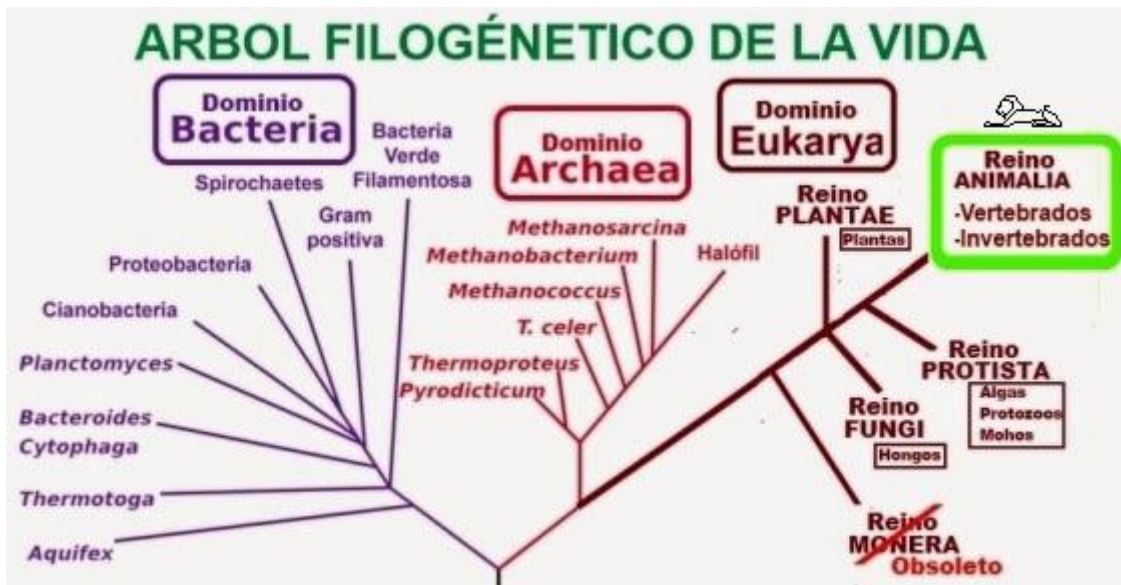 ARBOL FILOGÉNETICO DE LA VIDA
Dominio
Bacteria
Spirochaetes
Bacteria
Verde
Filamentosa
Gram
positiva
Proteobacteria
Cianobacteria
Planctomyces
Bacteroides
Cytophaga
Thermotoga
Aquifex
Dominio
Archaea
Methanosarcina
Methanobacterium
Halófil
Methanococcus
T. celer
Thermoproteus
Pyrodicticum
Dominio
Eukarya
Reino
PLANTAE
Plantas
Reino
ANIMALIA
-Vertebrados
-Invertebrados
Reino
PROTISTA
Algas
Protozoos
Mohos
Reino
FUNGI
Hongos
Reino
MONERA
Obsoleto